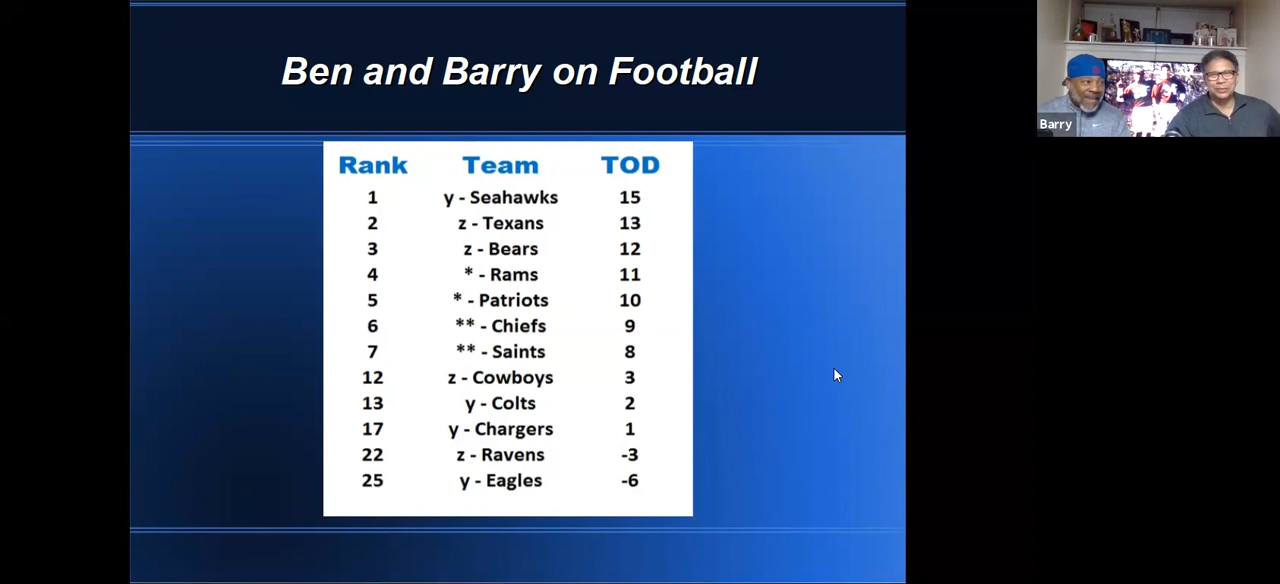 Ben and Barry on Football
Barry
Rank Team TOD
1 y - Seahawks 15
2 z - Texans 13
3 z - Bears 12
4 * - Rams 11
5 * - Patriots 10
6 ** - Chiefs 9
7 ** - Saints 8
12 z - Cowboys 3
13 y - Colts 2
17 y - Chargers 1
22 z - Ravens -3
25 y - Eagles -6